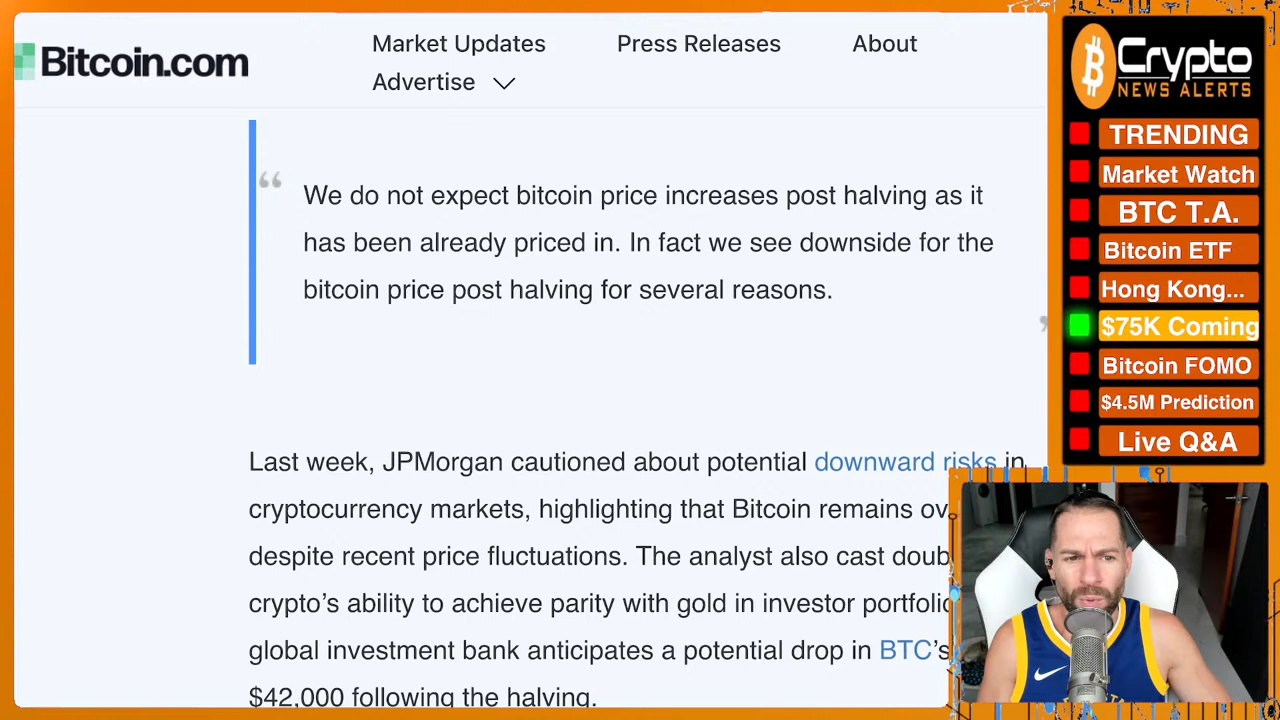 Bitcoin.com
Market Updates
Press Releases
About
Advertise
“
We do not expect bitcoin price increases post halving as it
has been already priced in. In fact we see downside for the
bitcoin price post halving for several reasons.
Last week, JPMorgan cautioned about potential downward risks in
cryptocurrency markets, highlighting that Bitcoin remains
despite recent price fluctuations. The analyst also cast
crypto’s ability to achieve parity with gold in investor
global investment bank anticipates a potential drop in BTC’s
$42,000 following the halving.
Crypto
NEWS ALERTS
TRENDING
Market Watch
BTC T.A.
Bitcoin ETF
Hong Kong...
$75K Coming
Bitcoin FOMO
$4.5M Prediction
Live Q&A